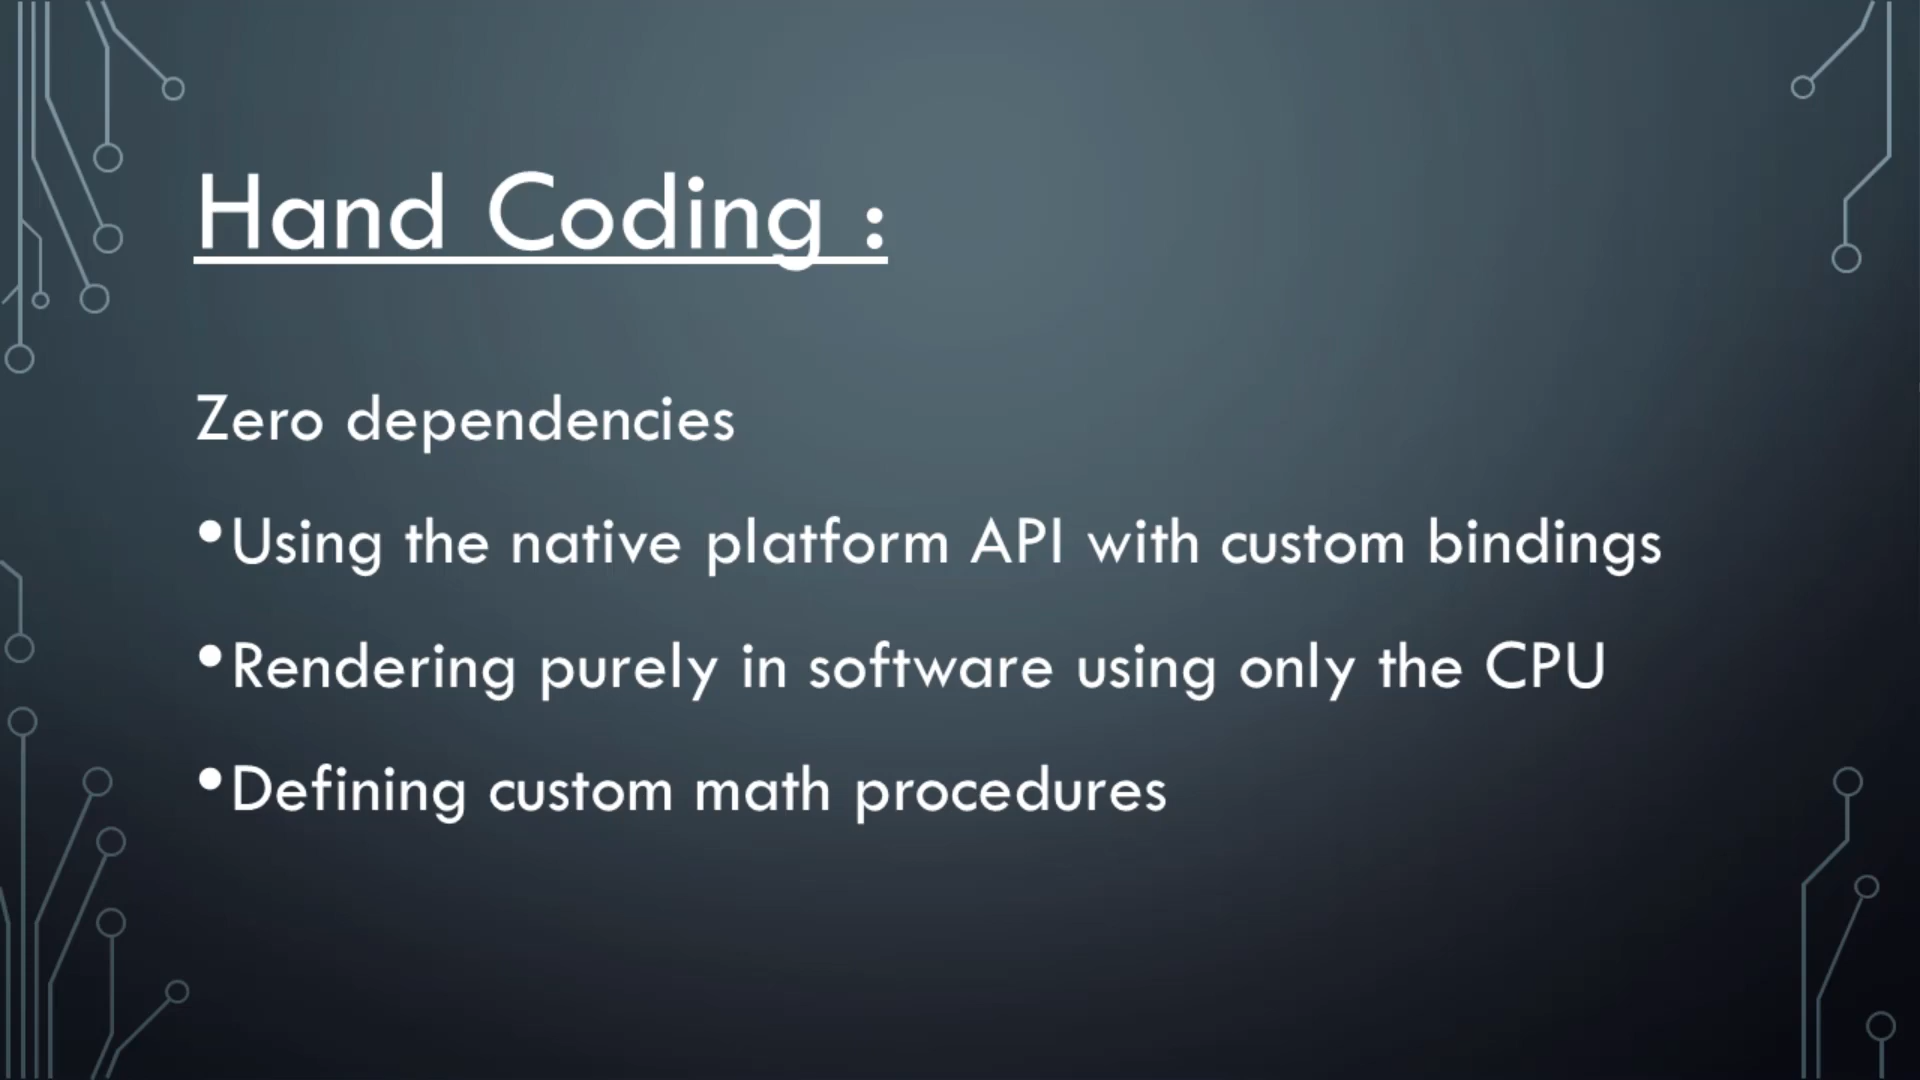 Hand Coding :
Zero dependencies
•Using the native platform API with custom bindings
•Rendering purely in software using only the CPU
•Defining custom math procedures